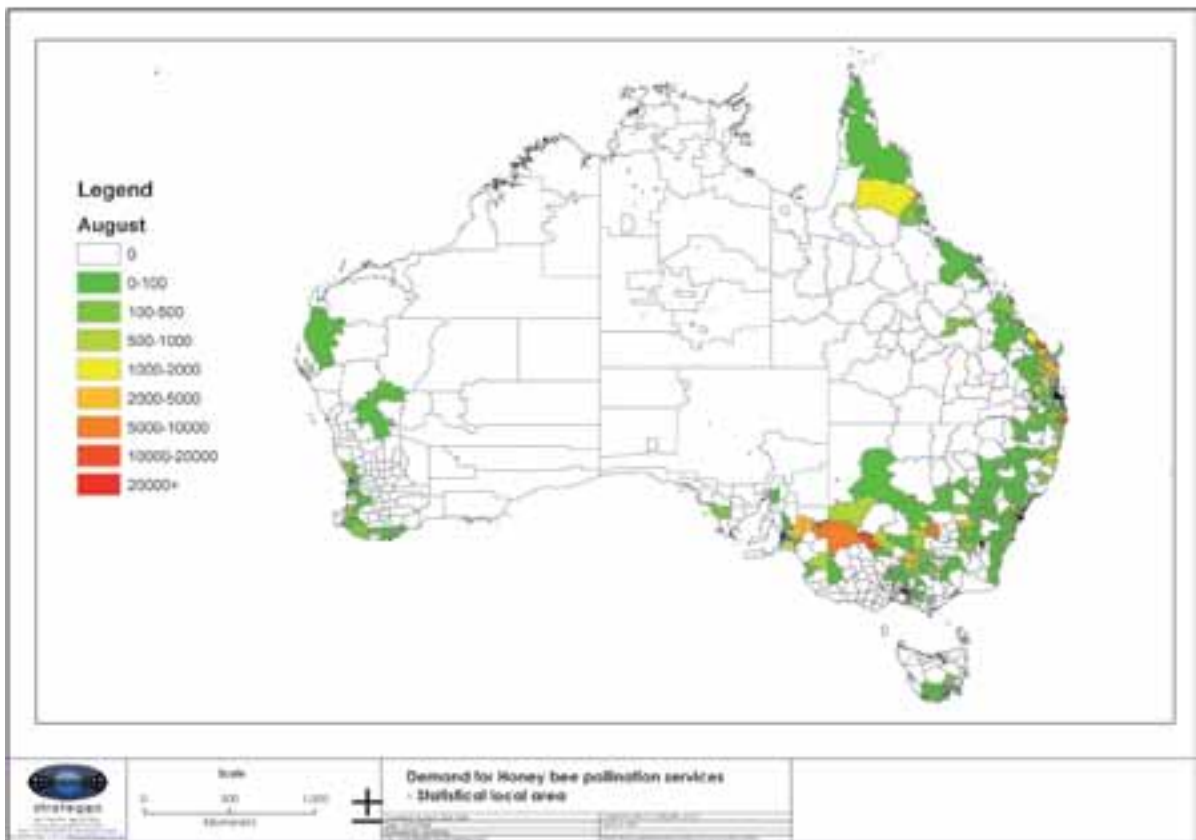 Legend
August
0
0-100
100-500
500-1000
1000-2000
2000-5000
5000-10000
10000-20000
20000+
strategen
Scale
0 500 1,000
Kilometers
Demand for Honey bee pollination services
- Statistical local area